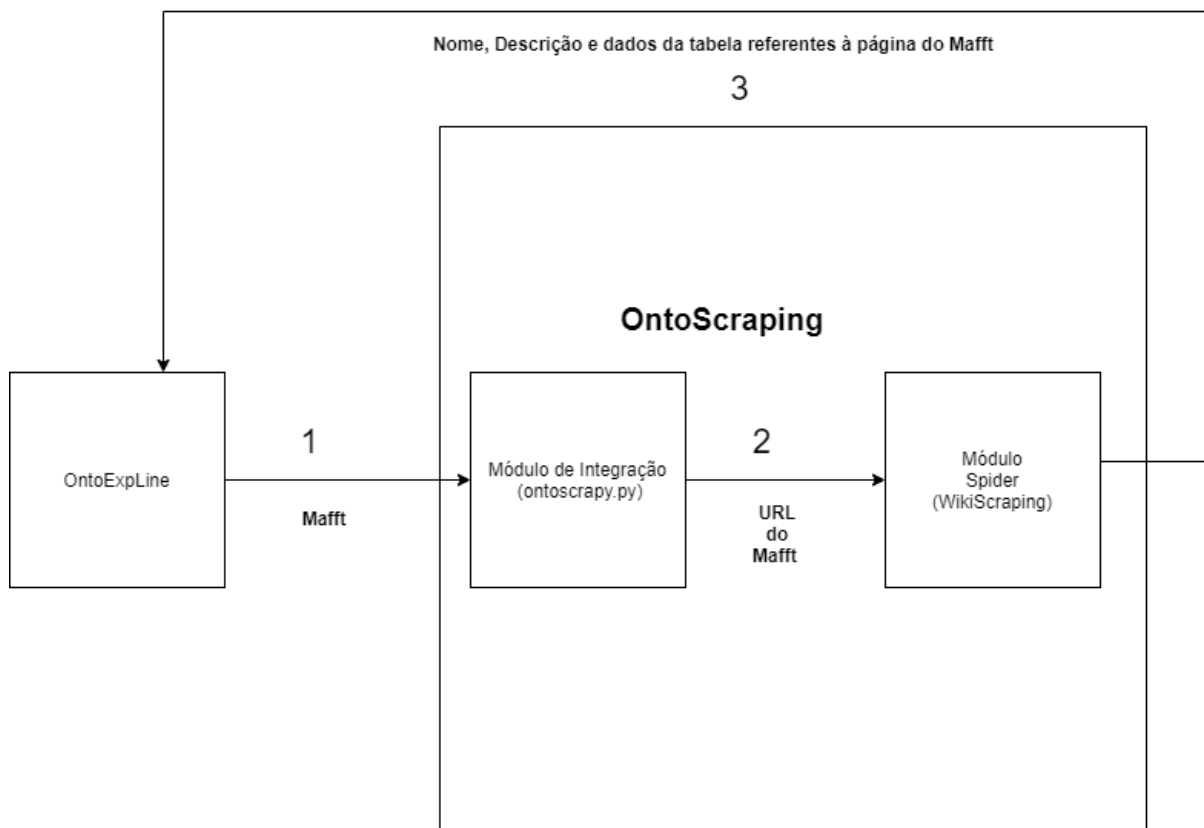 Nome, Descrição e dados da tabela referentes à página do Mafft
3
OntoScraping
OntoExpLine
1
Mafft
Módulo de Integração
(ontoscrapy.py)
2
URL
do
Mafft
Módulo
Spider
(WikiScraping)